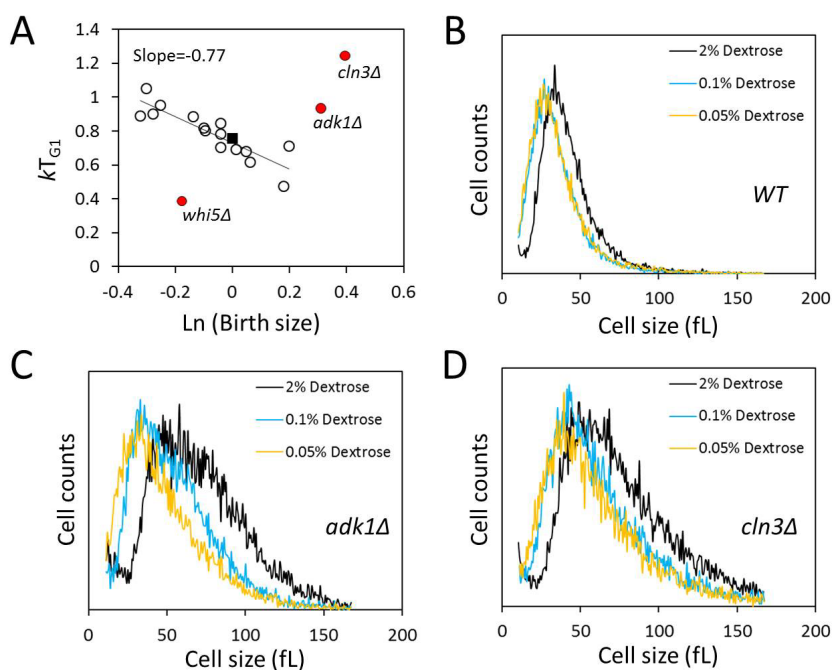 A
kT_G1
1.4
1.2
1
0.8
0.6
0.4
0.2
0
Slope=-0.77
cln3Δ
adk1Δ
whi5Δ
-0.4 -0.2 0 0.2 0.4 0.6
Ln (Birth size)
B
Cell counts
2% Dextrose
0.1% Dextrose
0.05% Dextrose
WT
0 50 100 150 200
Cell size (fL)
C
Cell counts
2% Dextrose
0.1% Dextrose
0.05% Dextrose
adk1Δ
0 50 100 150 200
Cell size (fL)
D
Cell counts
2% Dextrose
0.1% Dextrose
0.05% Dextrose
cln3Δ
0 50 100 150 200
Cell size (fL)